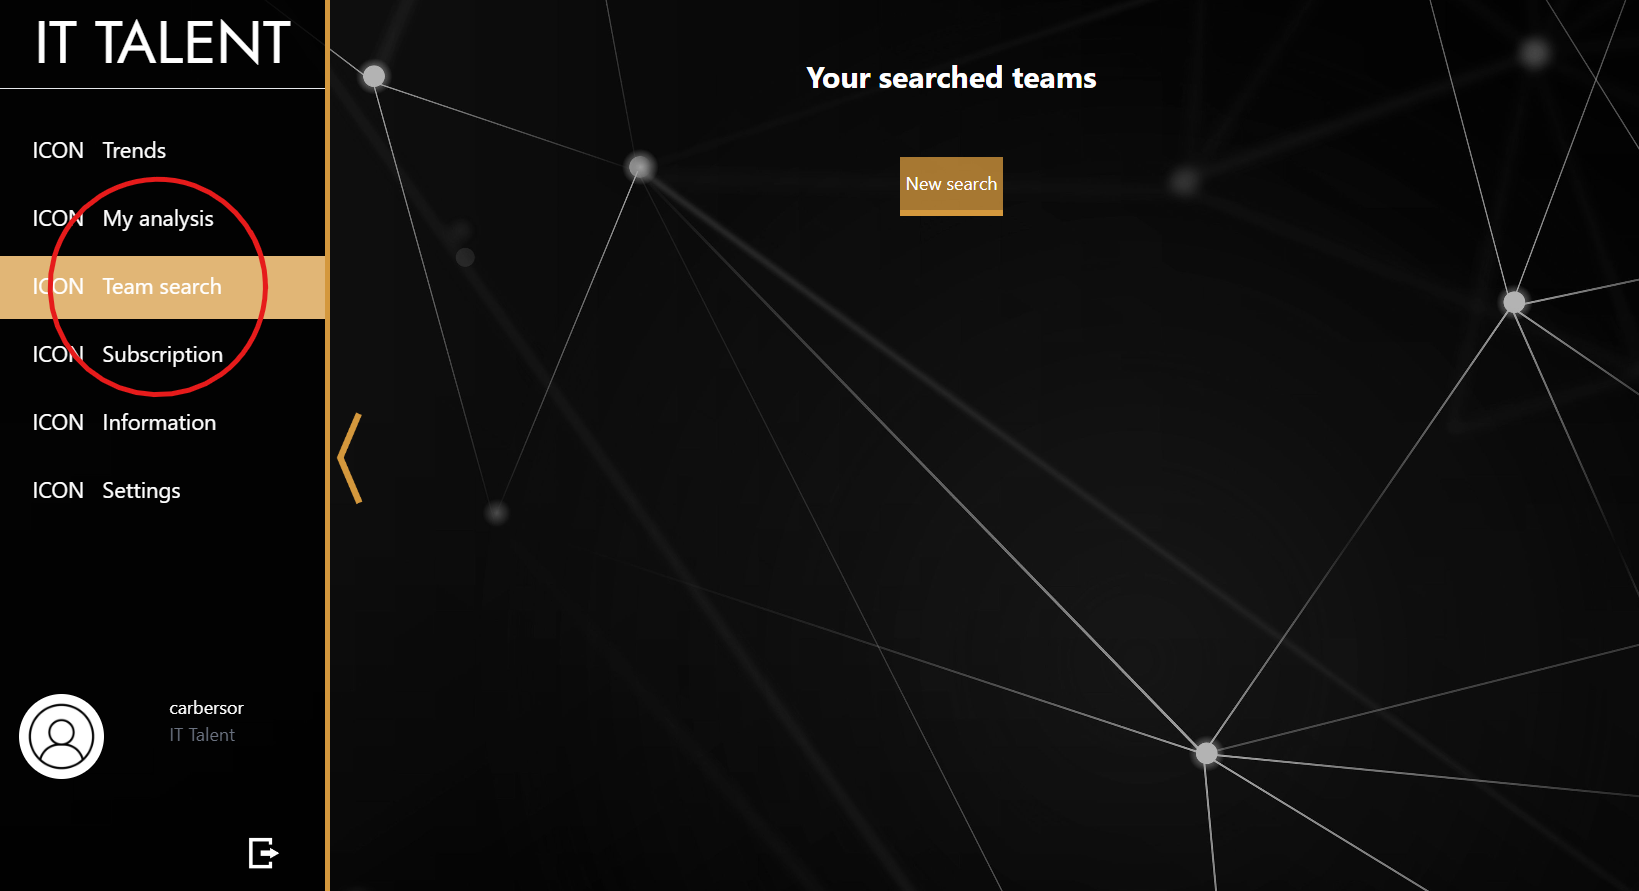 IT TALENT
ICON Trends
ICON My analysis
ICON Team search
ICON Subscription
ICON Information
ICON Settings
carbersor
IT Talent
Your searched teams
New search